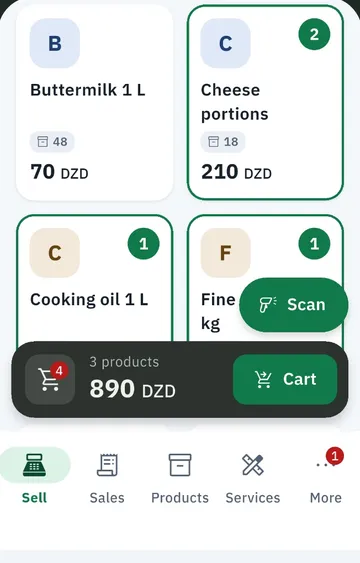 B
C
2
Buttermilk 1 L
Cheese
portions
48
18
70 DZD
210 DZD
C
1
F
1
Cooking oil 1 L
Fine
kg
Scan
4
3 products
890 DZD
Cart
1
Sell
Sales
Products
Services
More